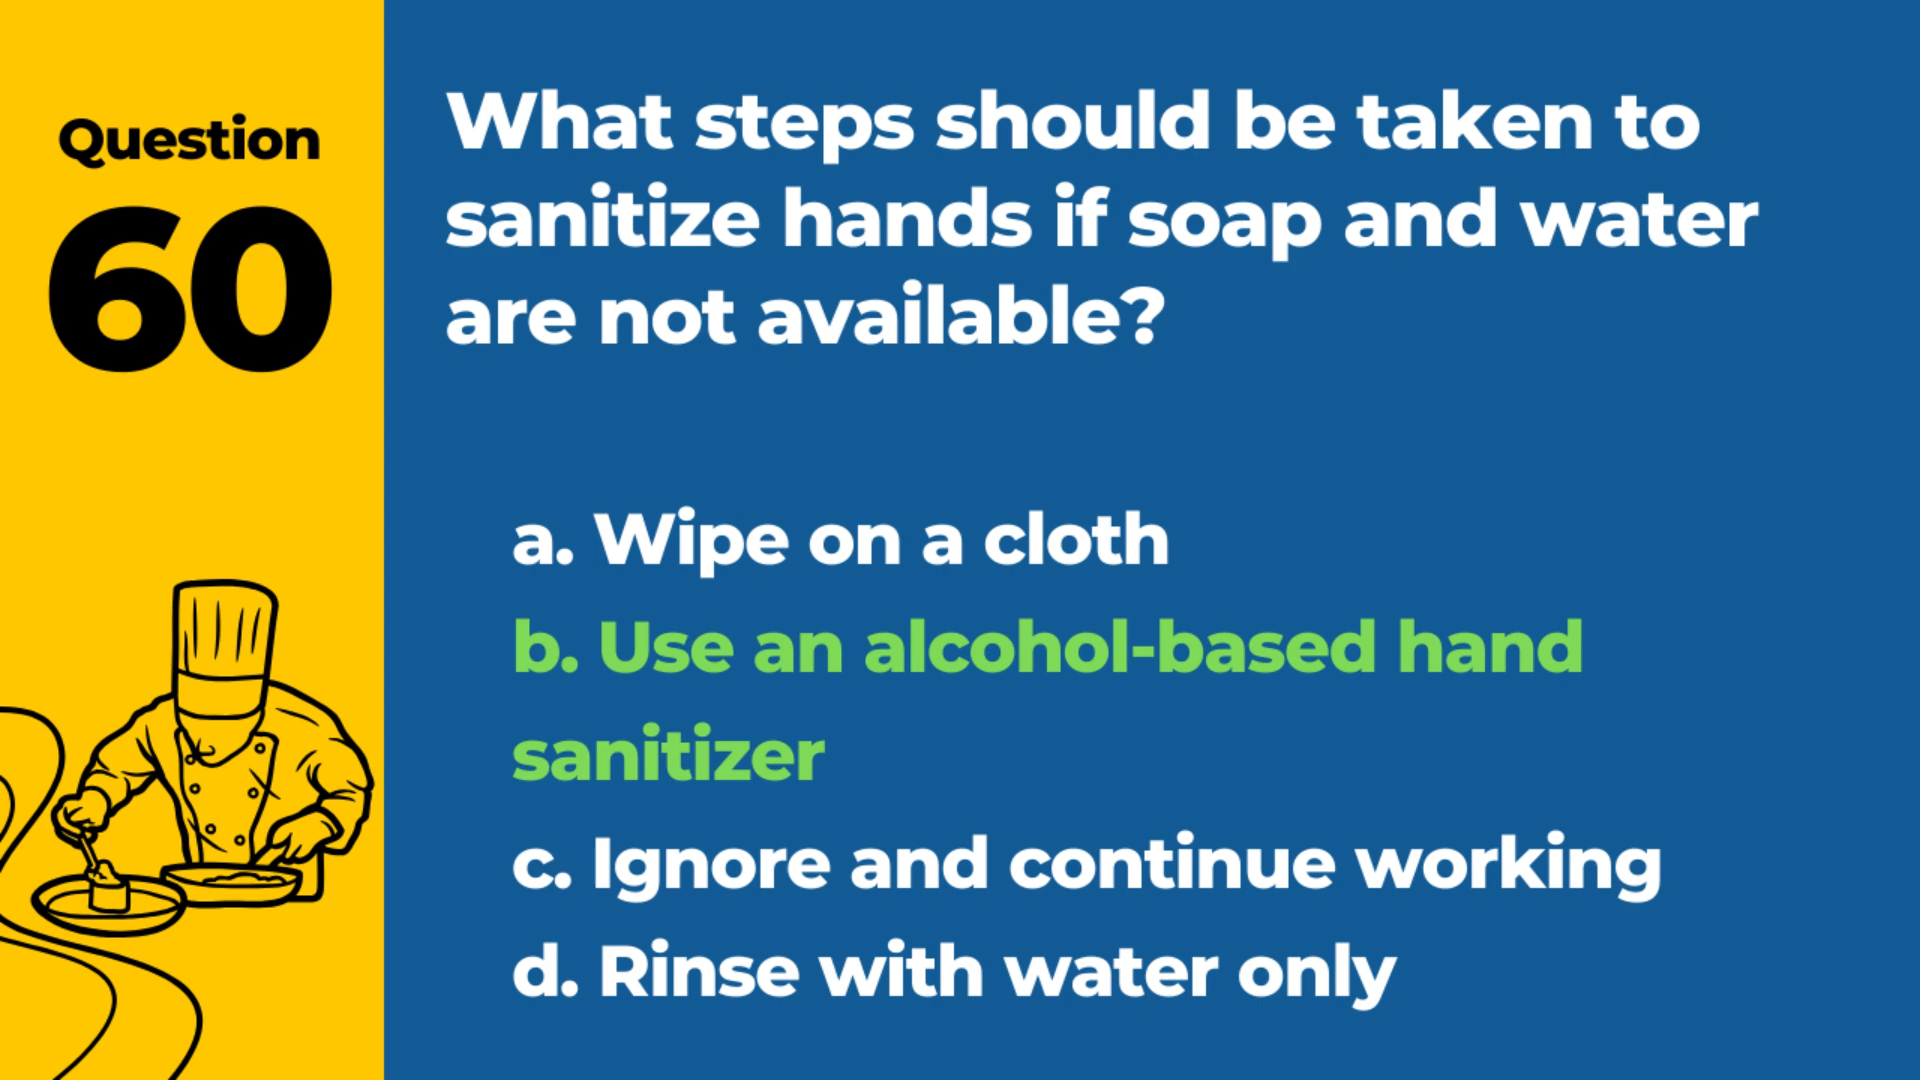 Question
60
What steps should be taken to
sanitize hands if soap and water
are not available?
a. Wipe on a cloth
b. Use an alcohol-based hand
sanitizer
c. Ignore and continue working
d. Rinse with water only